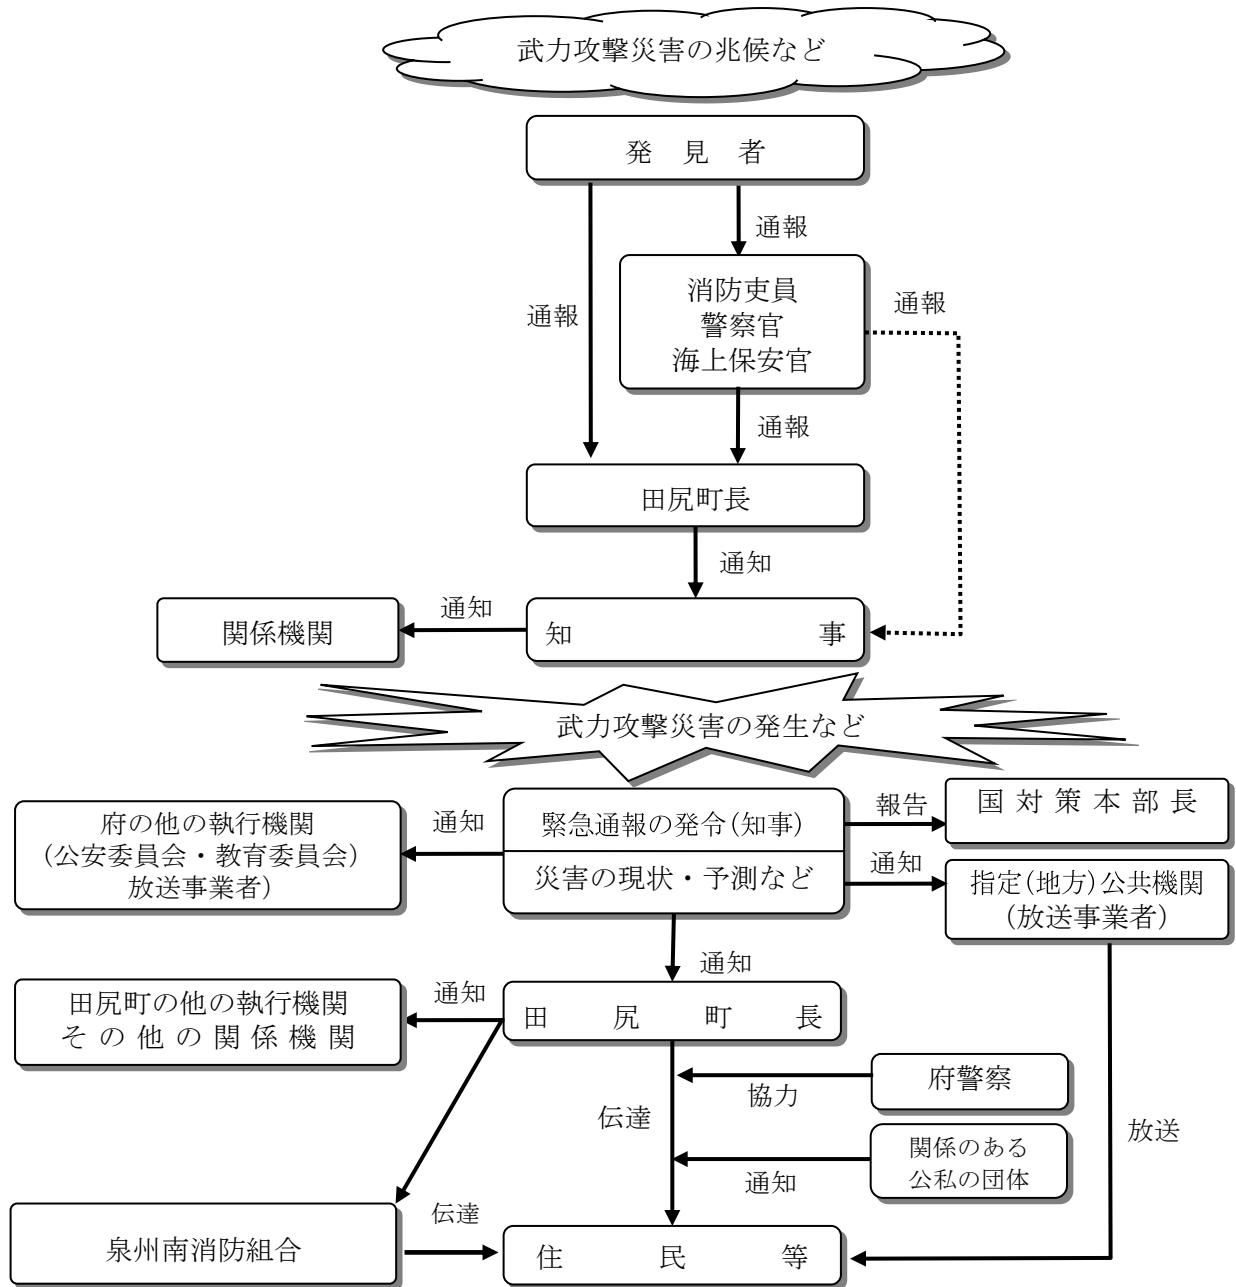 武力攻撃災害の兆候など
発見者
通報
通報
消防吏員
警察官
海上保安官
通報
通報
田尻町長
通知
通知
関係機関
知事
武力攻撃災害の発生など
府の他の執行機関
(公安委員会・教育委員会)
放送事業者)
通知
緊急通報の発令(知事)
災害の現状・予測など
報告
国対策本部長
通知
指定(地方)公共機関
(放送事業者)
通知
田尻町の他の執行機関
その他の関係機関
通知
田尻町長
府警察
協力
伝達
関係のある
公私の団体
通知
放送
泉州南消防組合
伝達
住民等